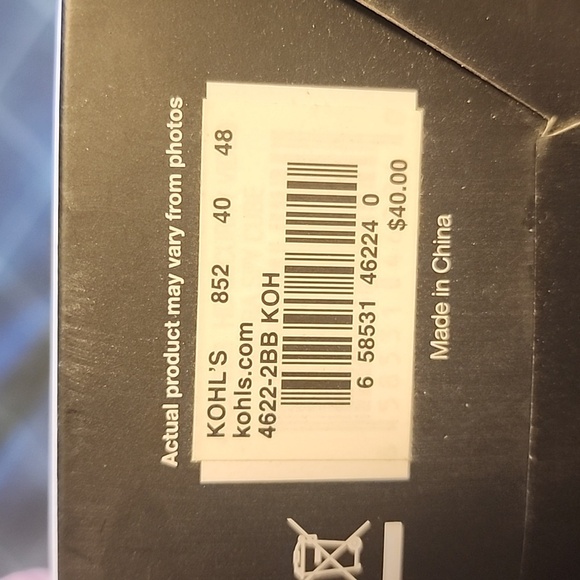 Actual product may vary from photos
KOHL'S 852 40 48
kohls.com
4622-2BB KOH
6 58531 46224 0
$40.00
Made in China